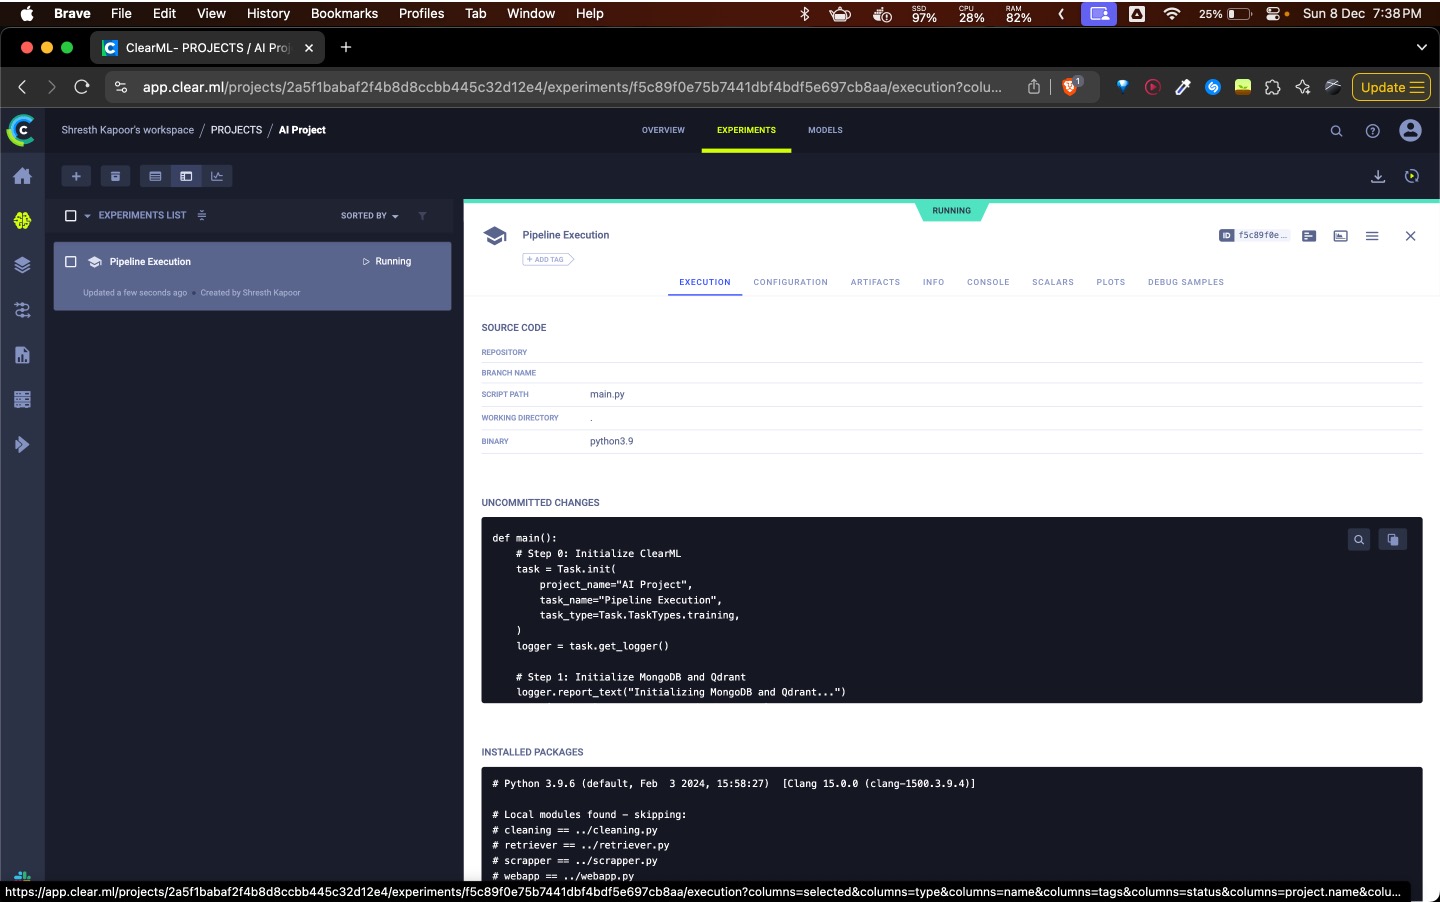 Brave File Edit View History Bookmarks Profiles Tab Window Help SSD 97% CPU 28% RAM 82% 25% Sun 8 Dec 7:38 PM
ClearML- PROJECTS / AI Proj
app.clear.ml/projects/2a5f1babaf2f4b8d8ccbb445c32d12e4/experiments/f5c89f0e75b7441dbf4bdf5e697cb8aa/execution?colu... 1 Update
Shresth Kapoor's workspace / PROJECTS / AI Project OVERVIEW EXPERIMENTS MODELS
EXPERIMENTS LIST SORTED BY
RUNNING
Pipeline Execution ID f5c89f0e ...
Pipeline Execution Running
+ ADD TAG
EXECUTION CONFIGURATION ARTIFACTS INFO CONSOLE SCALARS PLOTS DEBUG SAMPLES
Updated a few seconds ago • Created by Shresth Kapoor
SOURCE CODE
REPOSITORY
BRANCH NAME
SCRIPT PATH main.py
WORKING DIRECTORY .
BINARY python3.9
UNCOMMITTED CHANGES
def main():
# Step 0: Initialize ClearML
task = Task.init(
project_name="AI Project",
task_name="Pipeline Execution",
task_type=Task.TaskTypes.training,
)
logger = task.get_logger()
# Step 1: Initialize MongoDB and Qdrant
logger.report_text("Initializing MongoDB and Qdrant...")
INSTALLED PACKAGES
# Python 3.9.6 (default, Feb  3 2024, 15:58:27)  [Clang 15.0.0 (clang-1500.3.9.4)]
# Local modules found - skipping:
# cleaning == ../cleaning.py
# retriever == ../retriever.py
# scrapper == ../scrapper.py
# webapp == ../webapp.py
https://app.clear.ml/projects/2a5f1babaf2f4b8d8ccbb445c32d12e4/experiments/f5c89f0e75b7441dbf4bdf5e697cb8aa/execution?columns=selected&columns=type&columns=name&columns=tags&columns=status&columns=project.name&colu...